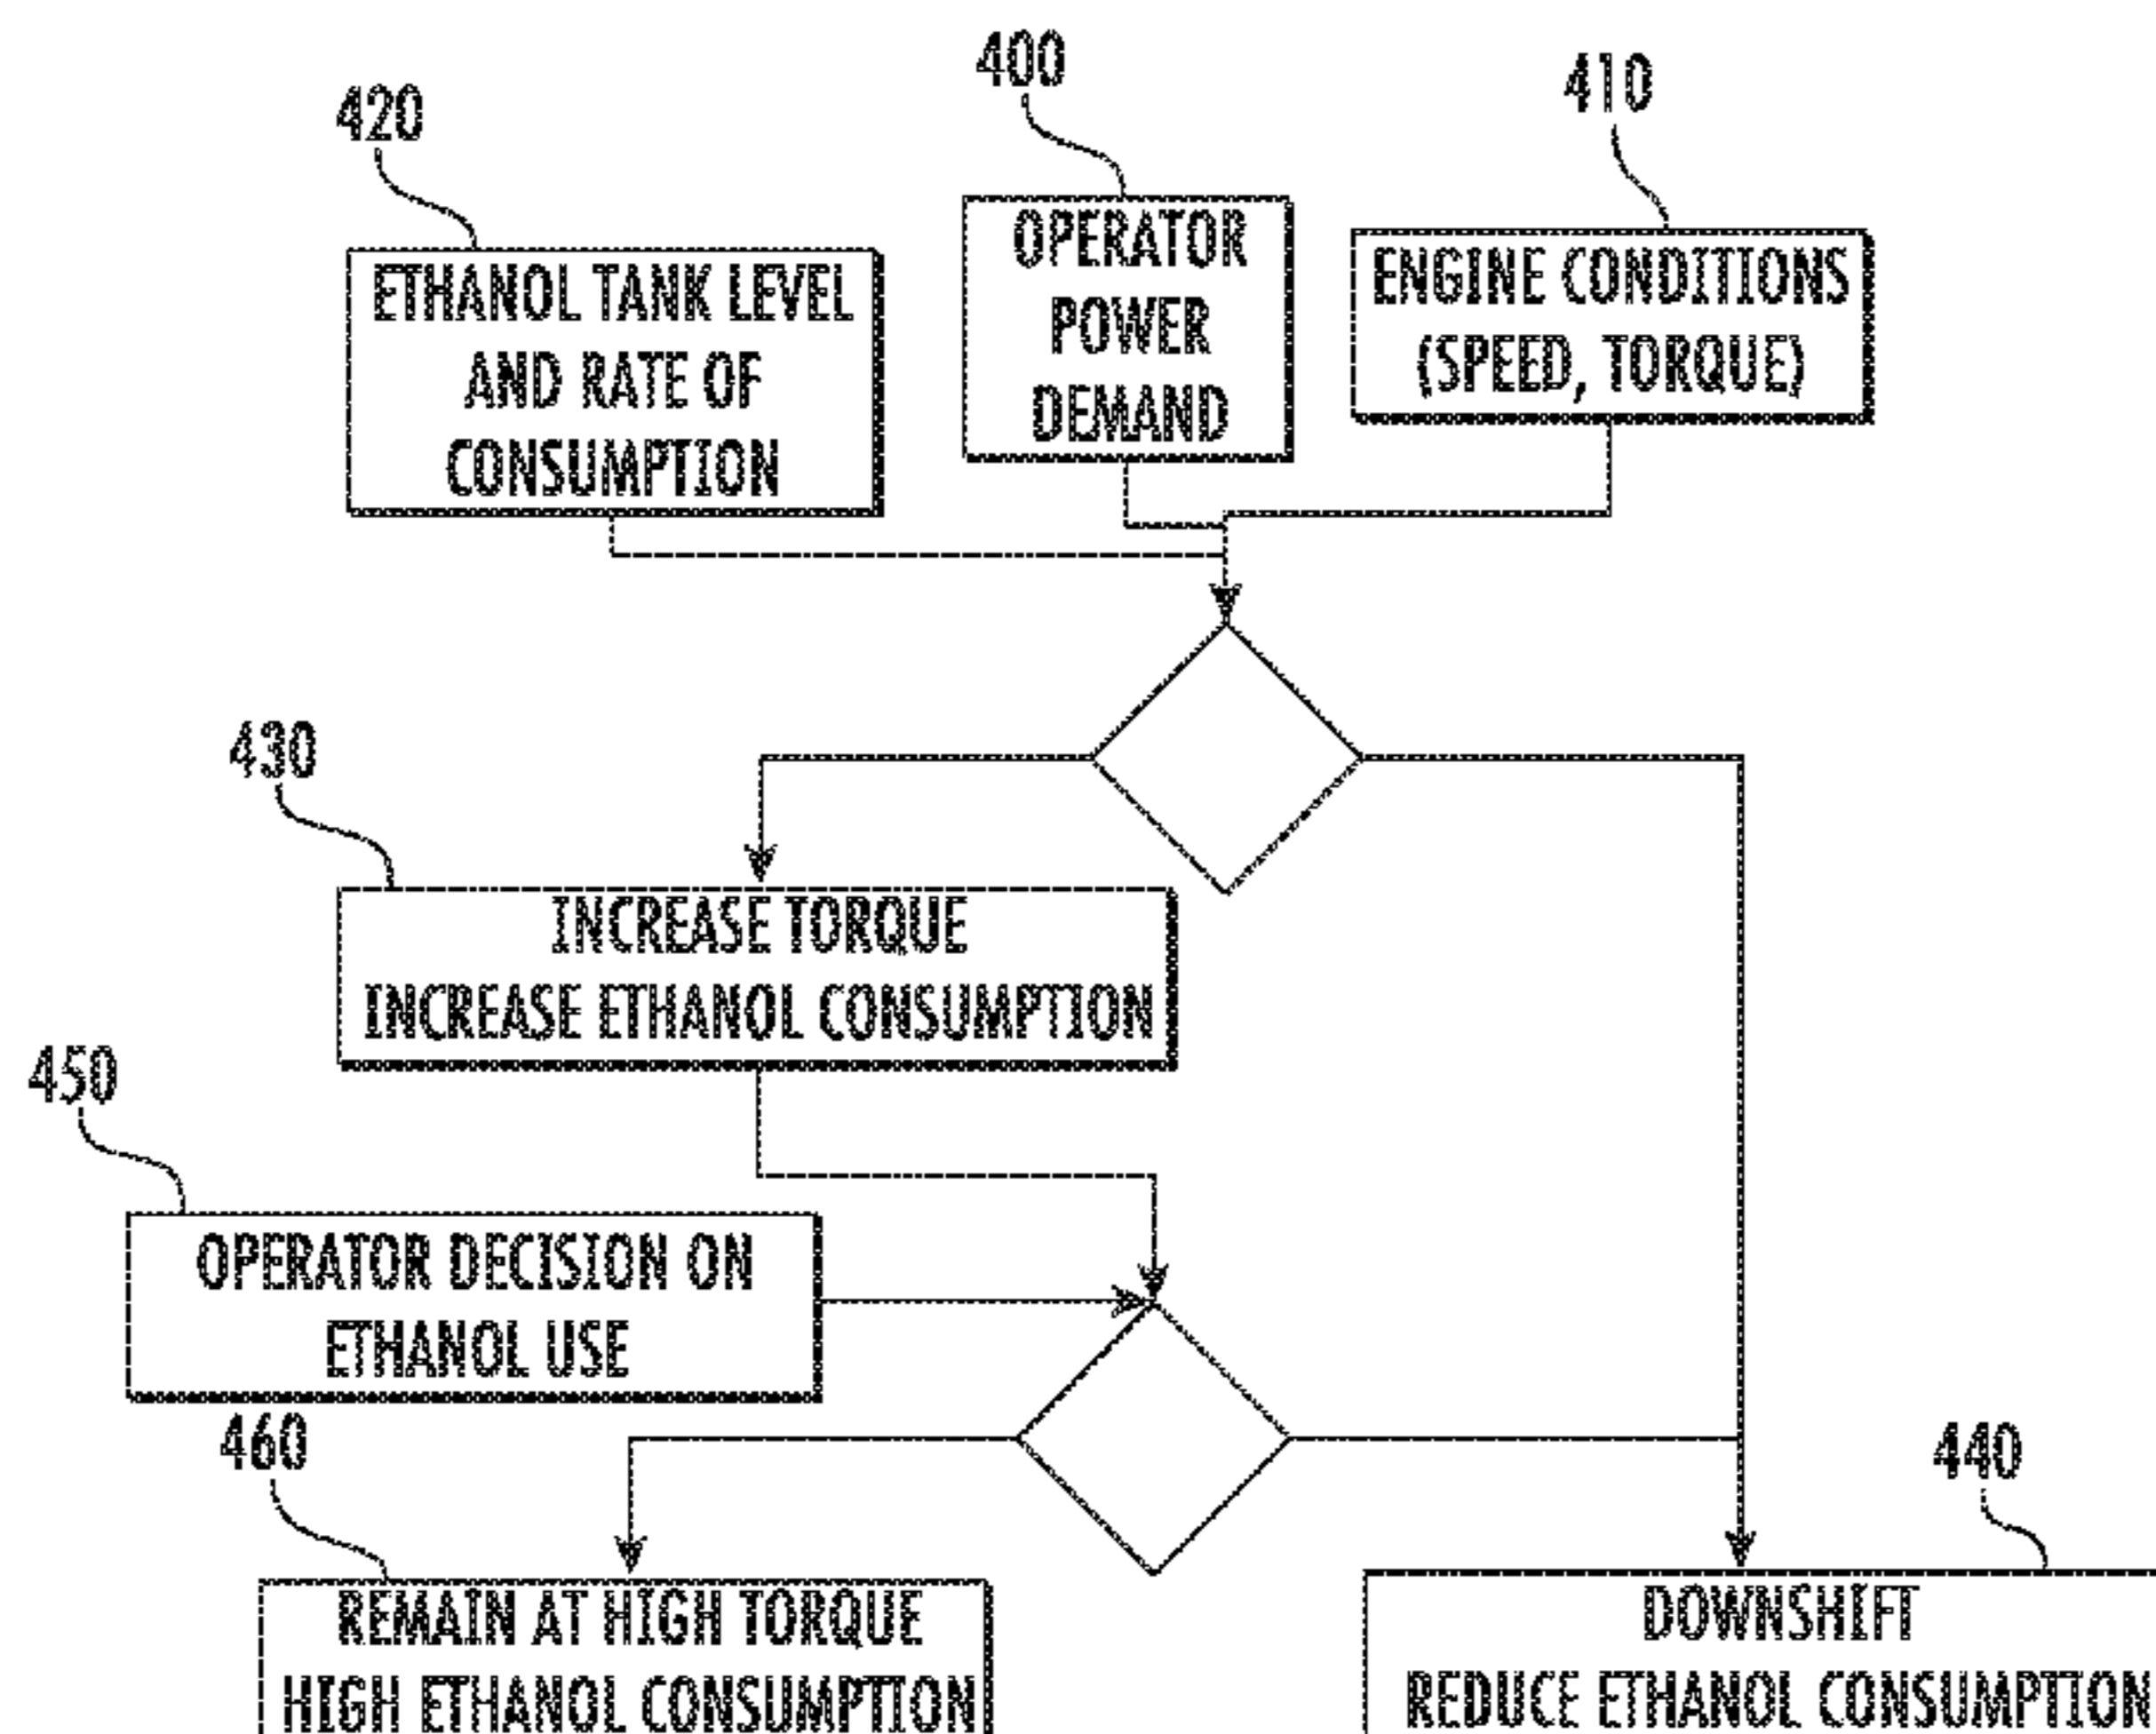 400
410
420
OPERATOR
POWER
DEMAND
ENGINE CONDITIONS
(SPEED, TORQUE)
ETHANOL TANK LEVEL
AND RATE OF
CONSUMPTION
430
INCREASE TORQUE
INCREASE ETHANOL CONSUMPTION
450
OPERATOR DECISION ON
ETHANOL USE
460
440
REMAIN AT HIGH TORQUE
HIGH ETHANOL CONSUMPTION
DOWNSHIFT
REDUCE ETHANOL CONSUMPTION